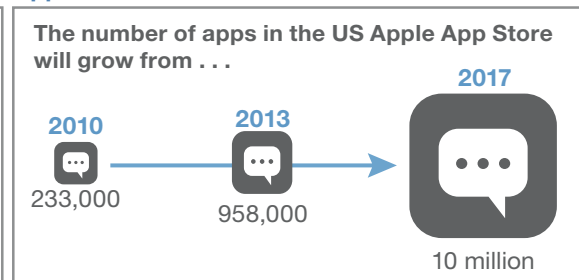 The number of apps in the US Apple App Store
will grow from . . .
2017
2010
2013
233,000
958,000
10 million